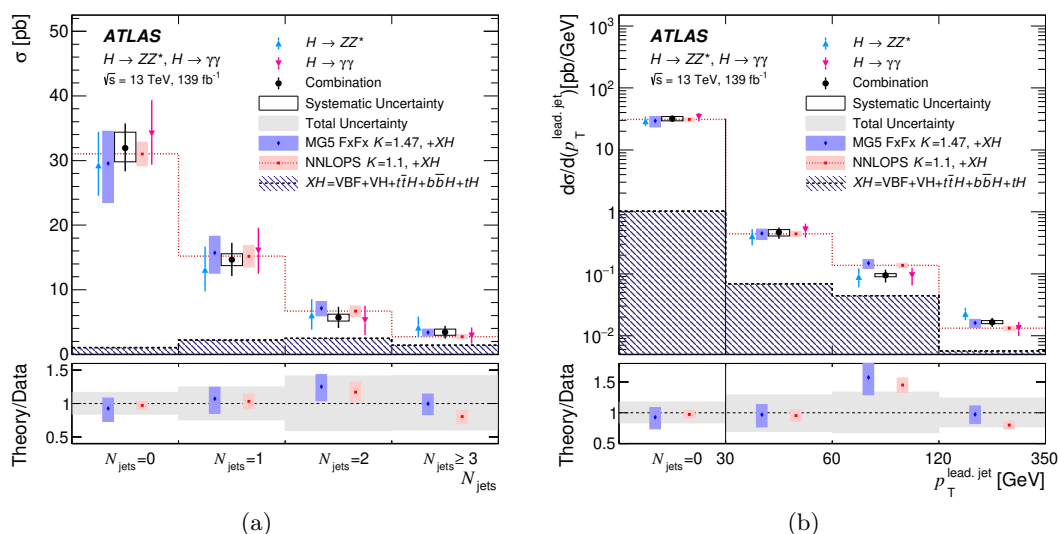 σ [pb]
50
40
30
20
10
0
ATLAS
H → ZZ*, H → γγ
√s = 13 TeV, 139 fb⁻¹
H → ZZ*
H → γγ
Combination
Systematic Uncertainty
Total Uncertainty
MG5 FxFx K=1.47, +XH
NNLOPS K=1.1, +XH
XH=VBF+VH+tt̄H+bb̄H+tH
Theory/Data
1.5
1
0.5
N_jets=0
N_jets=1
N_jets=2
N_jets≥ 3
N_jets
(a)
dσ/d(p_T^lead. jet)[pb/GeV]
10³
10²
10
1
10⁻¹
10⁻²
ATLAS
H → ZZ*, H → γγ
√s = 13 TeV, 139 fb⁻¹
H → ZZ*
H → γγ
Combination
Systematic Uncertainty
Total Uncertainty
MG5 FxFx K=1.47, +XH
NNLOPS K=1.1, +XH
XH=VBF+VH+tt̄H+bb̄H+tH
Theory/Data
1.5
1
0.5
N_jets=0
30
60
120
350
p_T^lead. jet [GeV]
(b)